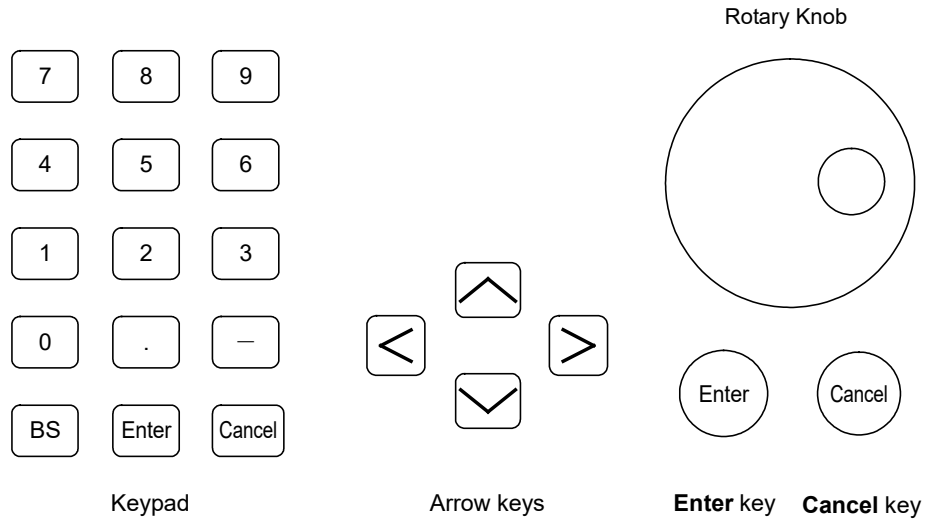 Rotary Knob
7 8 9
4 5 6
1 2 3
0 . −
BS Enter Cancel
Enter Cancel
Keypad
Arrow keys
Enter key Cancel key